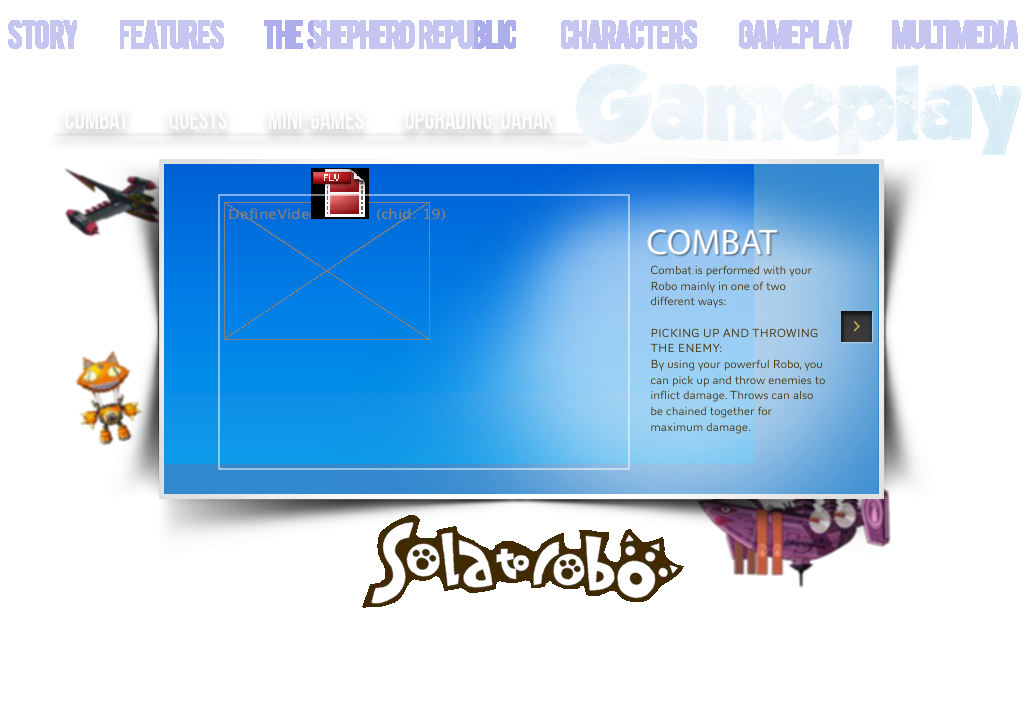 STORY FEATURES THE SHEPHERD REPUBLIC CHARACTERS GAMEPLAY MULTIMEDIA
Gameplay
COMBAT QUESTS MINI-GAMES UPGRADING DAHAK
FLV
DefineVide (chid: 19)
COMBAT
Combat is performed with your
Robo mainly in one of two
different ways:
PICKING UP AND THROWING
THE ENEMY:
By using your powerful Robo, you
can pick up and throw enemies to
inflict damage. Throws can also
be chained together for
maximum damage.
Solatorobo